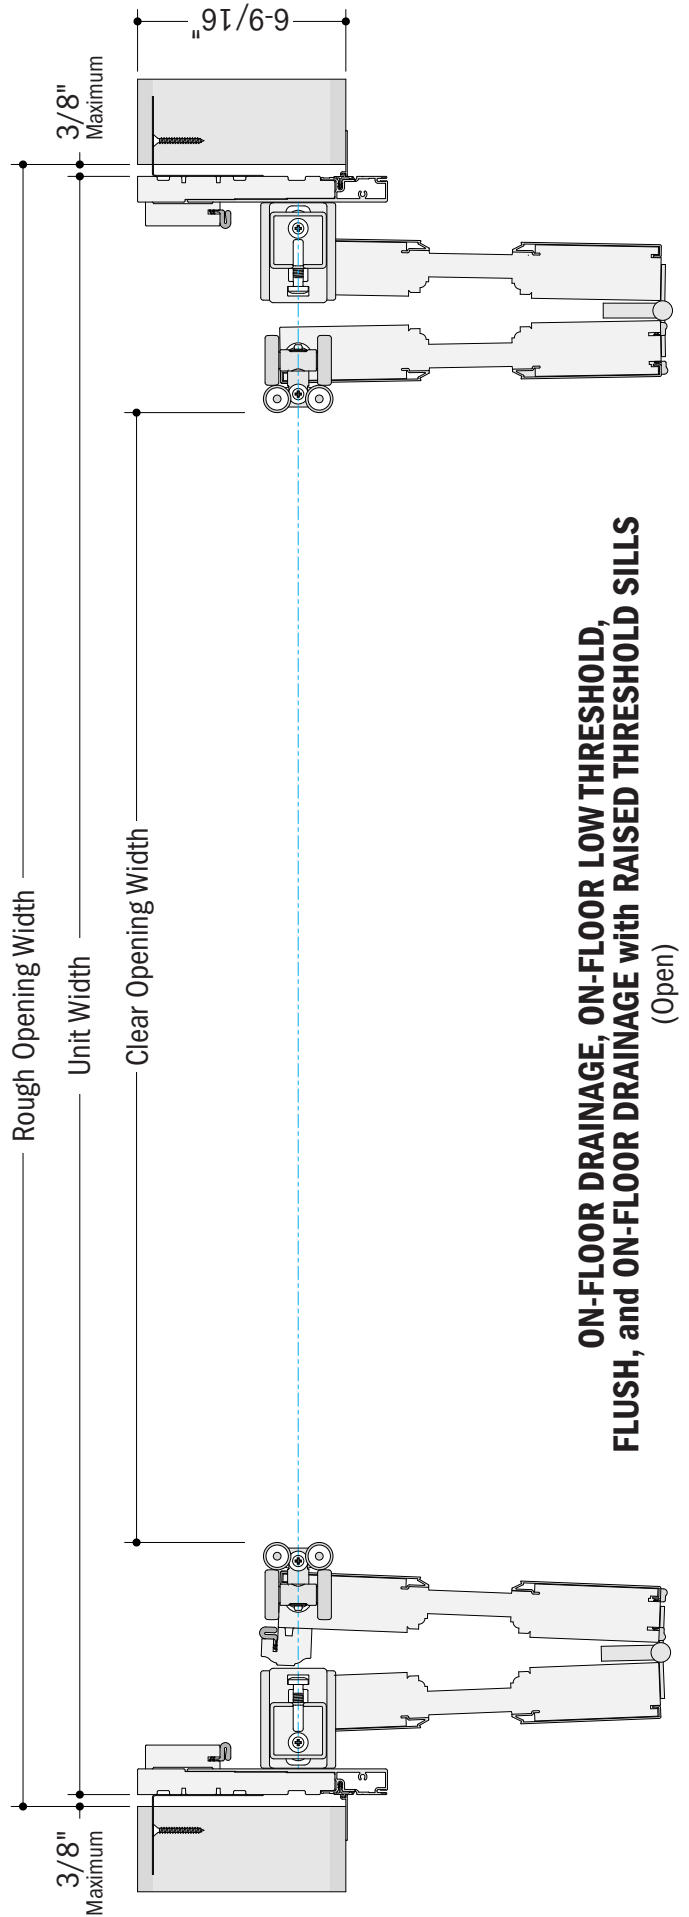 Rough Opening Width
3/8"
Maximum
Unit Width
3/8"
Maximum
Clear Opening Width
6-9/16"
ON-FLOOR DRAINAGE, ON-FLOOR LOW THRESHOLD,
FLUSH, and ON-FLOOR DRAINAGE with RAISED THRESHOLD SILLS
(Open)